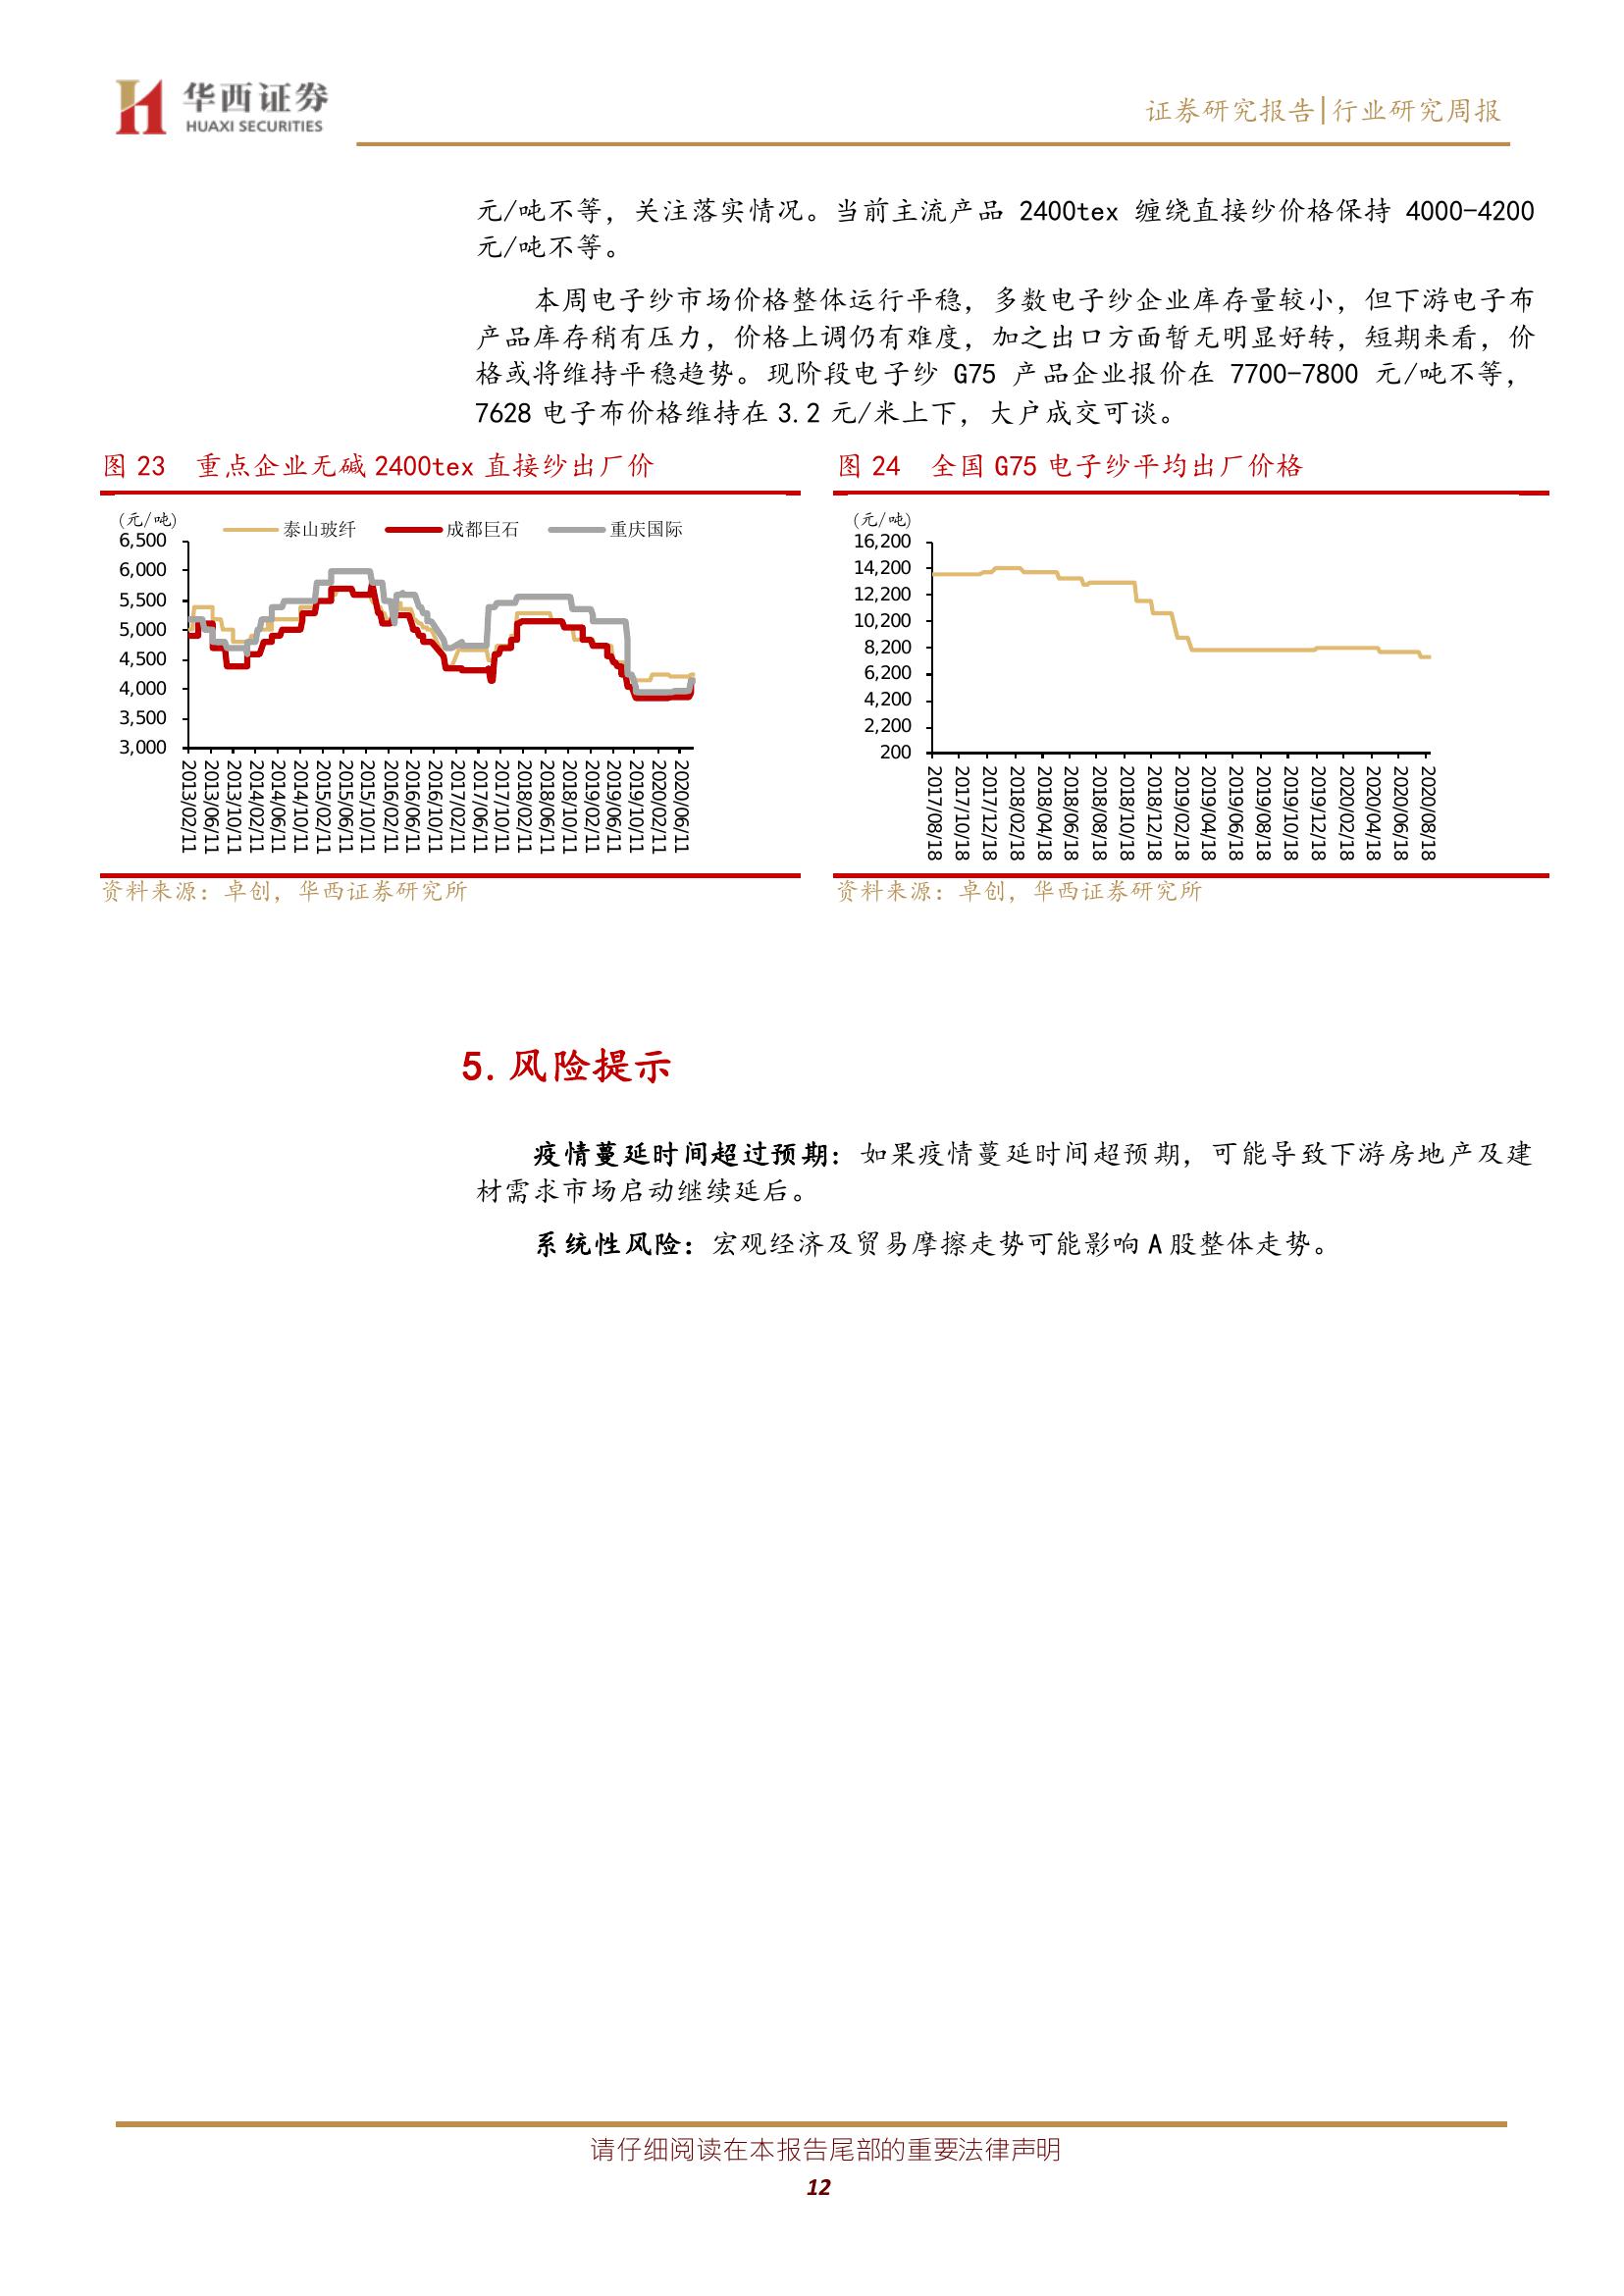 华西证券
HUAXI SECURITIES
证券研究报告|行业研究周报
元/吨不等，关注落实情况。当前主流产品 2400tex 缠绕直接纱价格保持 4000-4200
元/吨不等。
本周电子纱市场价格整体运行平稳，多数电子纱企业库存量较小，但下游电子布
产品库存稍有压力，价格上调仍有难度，加之出口方面暂无明显好转，短期来看，价
格或将维持平稳趋势。现阶段电子纱 G75 产品企业报价在 7700-7800 元/吨不等，
7628 电子布价格维持在 3.2 元/米上下，大户成交可谈。
图 23 重点企业无碱 2400tex 直接纱出厂价
(元/吨)
泰山玻纤 成都巨石 重庆国际
6,500
6,000
5,500
5,000
4,500
4,000
3,500
3,000
2013/02/11
2013/06/11
2013/10/11
2014/02/11
2014/06/11
2014/10/11
2015/02/11
2015/06/11
2015/10/11
2016/02/11
2016/06/11
2016/10/11
2017/02/11
2017/06/11
2017/10/11
2018/02/11
2018/06/11
2018/10/11
2019/02/11
2019/06/11
2019/10/11
2020/02/11
2020/06/11
资料来源：卓创，华西证券研究所
图 24 全国 G75 电子纱平均出厂价格
(元/吨)
16,200
14,200
12,200
10,200
8,200
6,200
4,200
2,200
200
2017/08/18
2017/10/18
2017/12/18
2018/02/18
2018/04/18
2018/06/18
2018/08/18
2018/10/18
2018/12/18
2019/02/18
2019/04/18
2019/06/18
2019/08/18
2019/10/18
2019/12/18
2020/02/18
2020/04/18
2020/06/18
2020/08/18
资料来源：卓创，华西证券研究所
5.风险提示
疫情蔓延时间超过预期：如果疫情蔓延时间超预期，可能导致下游房地产及建
材需求市场启动继续延后。
系统性风险：宏观经济及贸易摩擦走势可能影响 A 股整体走势。
请仔细阅读在本报告尾部的重要法律声明
12